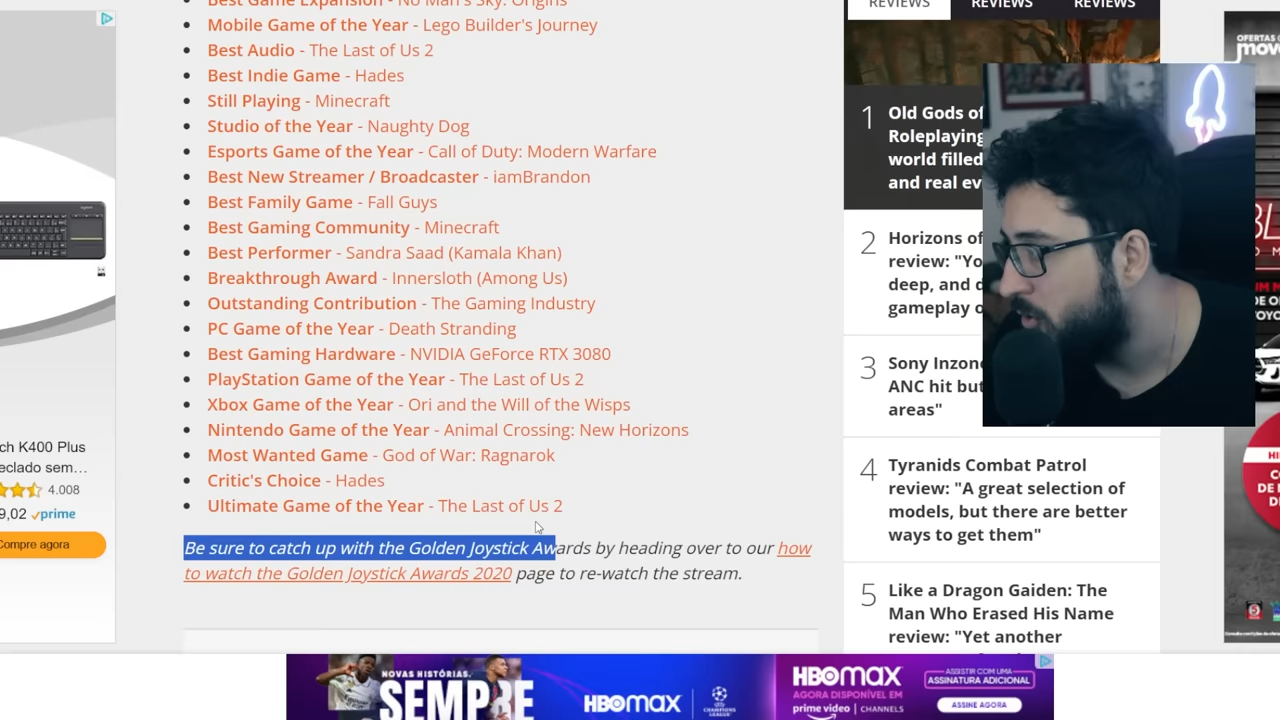 Best Game Expansion - No Man's Sky: Origins
Mobile Game of the Year - Lego Builder's Journey
Best Audio - The Last of Us 2
Best Indie Game - Hades
Still Playing - Minecraft
Studio of the Year - Naughty Dog
Esports Game of the Year - Call of Duty: Modern Warfare
Best New Streamer / Broadcaster - iamBrandon
Best Family Game - Fall Guys
Best Gaming Community - Minecraft
Best Performer - Sandra Saad (Kamala Khan)
Breakthrough Award - Innersloth (Among Us)
Outstanding Contribution - The Gaming Industry
PC Game of the Year - Death Stranding
Best Gaming Hardware - NVIDIA GeForce RTX 3080
PlayStation Game of the Year - The Last of Us 2
Xbox Game of the Year - Ori and the Will of the Wisps
Nintendo Game of the Year - Animal Crossing: New Horizons
Most Wanted Game - God of War: Ragnarok
Critic's Choice - Hades
Ultimate Game of the Year - The Last of Us 2
Be sure to catch up with the Golden Joystick Awards by heading over to our how
to watch the Golden Joystick Awards 2020 page to re-watch the stream.
ch K400 Plus
eclado sem...
4.008
9,02 prime
Compre agora
REVIEWS REVIEWS REVIEWS
1 Old Gods of
Roleplaying
world filled
and real ev
2 Horizons of
review: "Yo
deep, and d
gameplay o
3 Sony Inzon
ANC hit but
areas"
4 Tyranids Combat Patrol
review: "A great selection of
models, but there are better
ways to get them"
5 Like a Dragon Gaiden: The
Man Who Erased His Name
review: "Yet another
OFERTAS
move
NOVAS HISTÓRIAS.
SEMPRE
HBOMAX
CHAMPIONS
LEAGUE
HBOMAX
AGORA DISPONÍVEL EM
prime video | CHANNELS
ASSISTIR COM UMA
ASSINATURA ADICIONAL
ASSINE AGORA